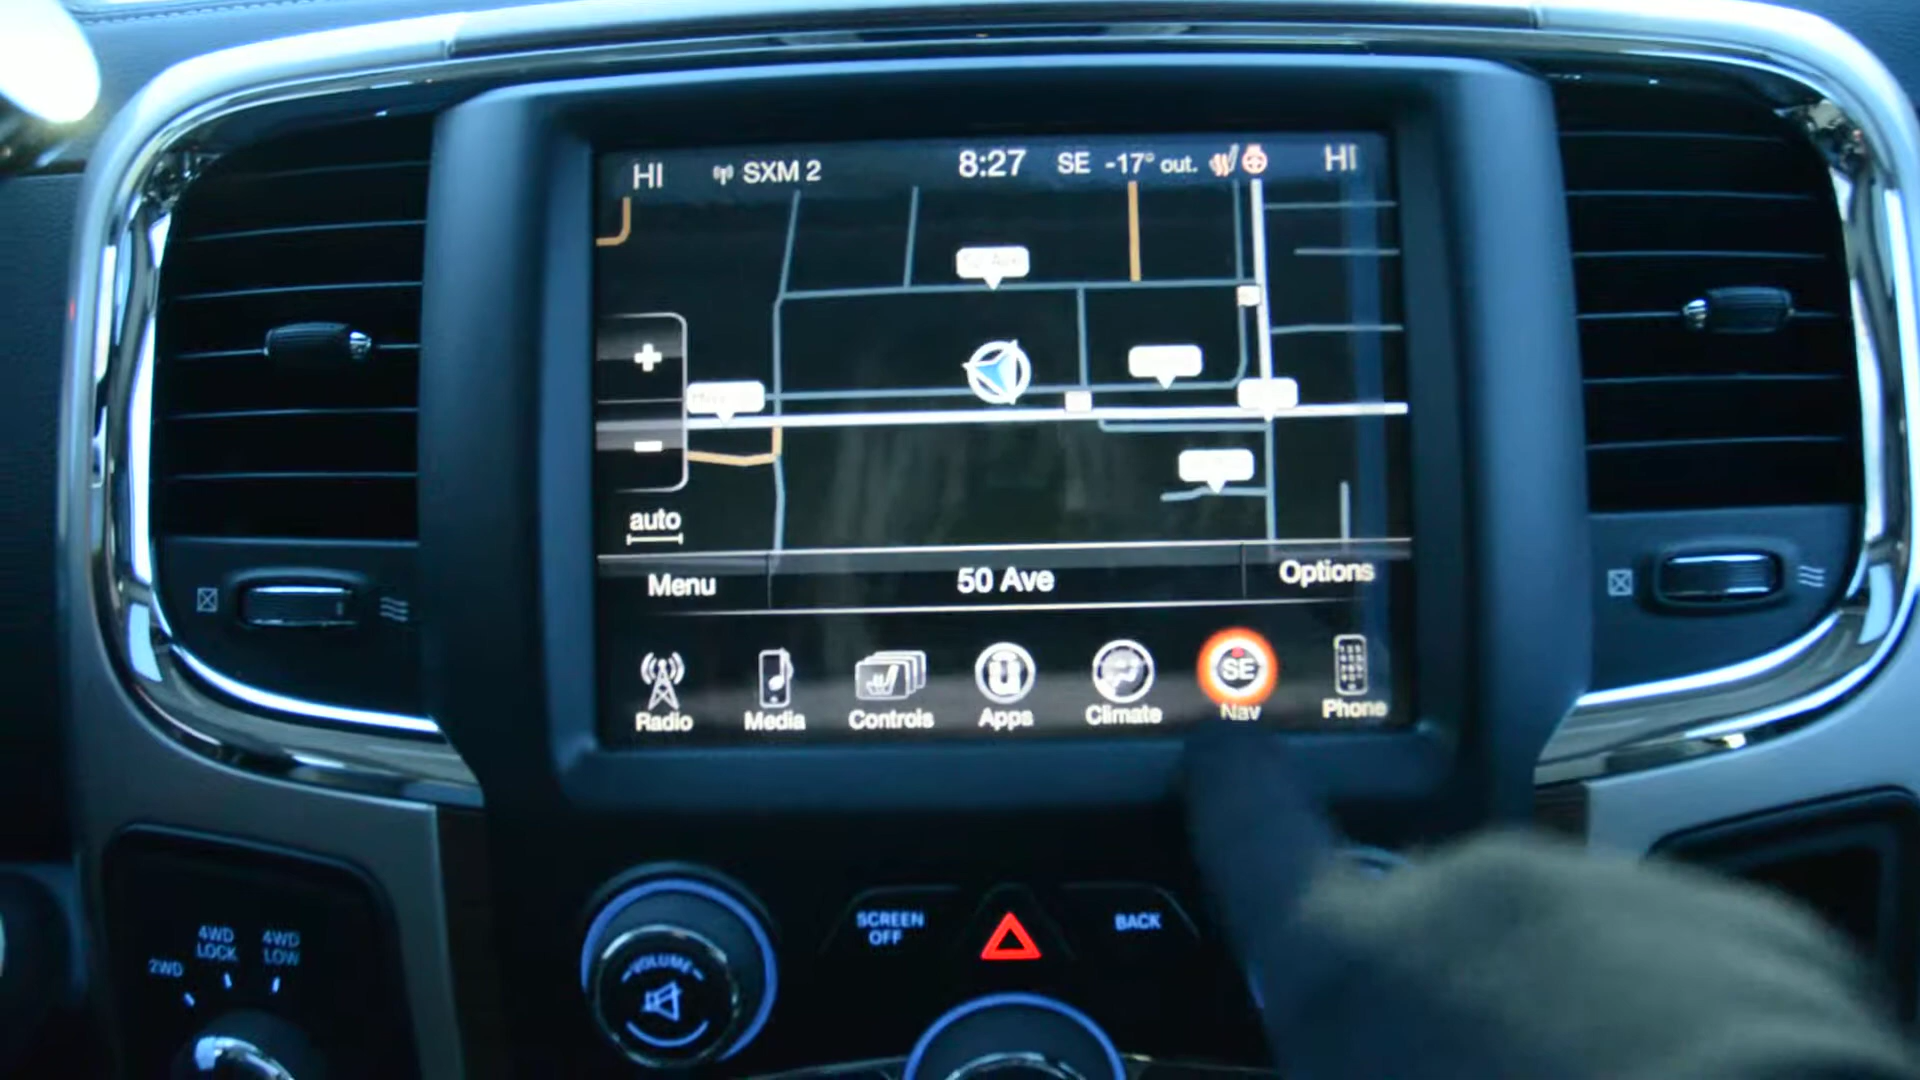 HI SXM 2 8:27 SE -17° out. HI
auto
Menu 50 Ave Options
SE
Radio Media Controls Apps Climate Nav Phone
SCREEN
OFF
BACK
VOLUME
2WD
4WD
LOCK
4WD
LOW